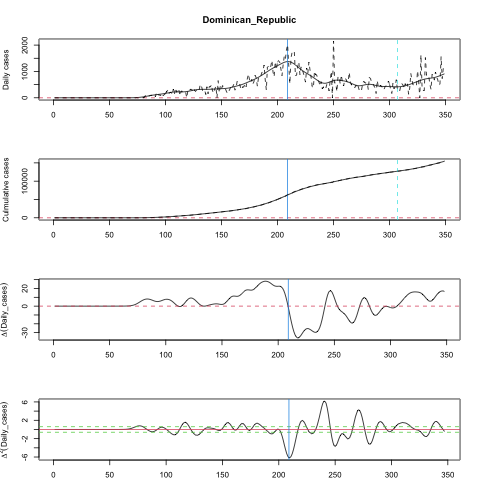 Dominican_Republic
Daily cases
0
1000
2000
0 50 100 150 200 250 300 350
Culmulative cases
0
100000
0 50 100 150 200 250 300 350
Δ(Daily_cases)
-30
0
20
0 50 100 150 200 250 300 350
Δ²(Daily_cases)
-6
-2
2
6
0 50 100 150 200 250 300 350